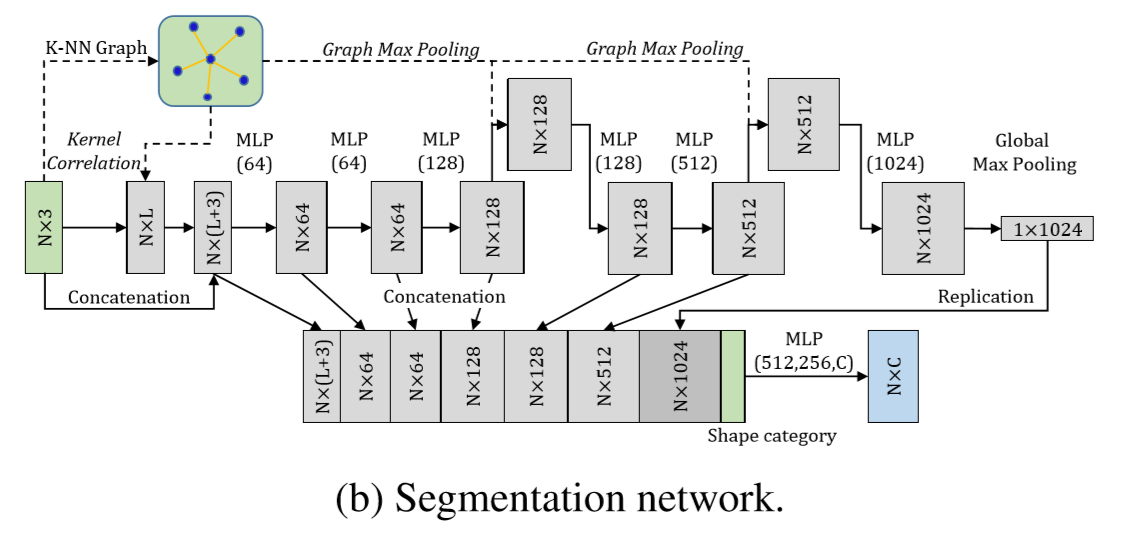 K-NN Graph
Graph Max Pooling
Graph Max Pooling
Kernel
Correlation
MLP
(64)
MLP
(64)
MLP
(128)
N×128
MLP
(128)
MLP
(512)
N×512
MLP
(1024)
Global
Max Pooling
N×3
N×L
N×(L+3)
N×64
N×64
N×128
N×128
N×512
N×1024
1×1024
Concatenation
Concatenation
Replication
N×(L+3)
N×64
N×64
N×128
N×128
N×512
N×1024
MLP
(512,256,C)
N×C
Shape category
(b) Segmentation network.